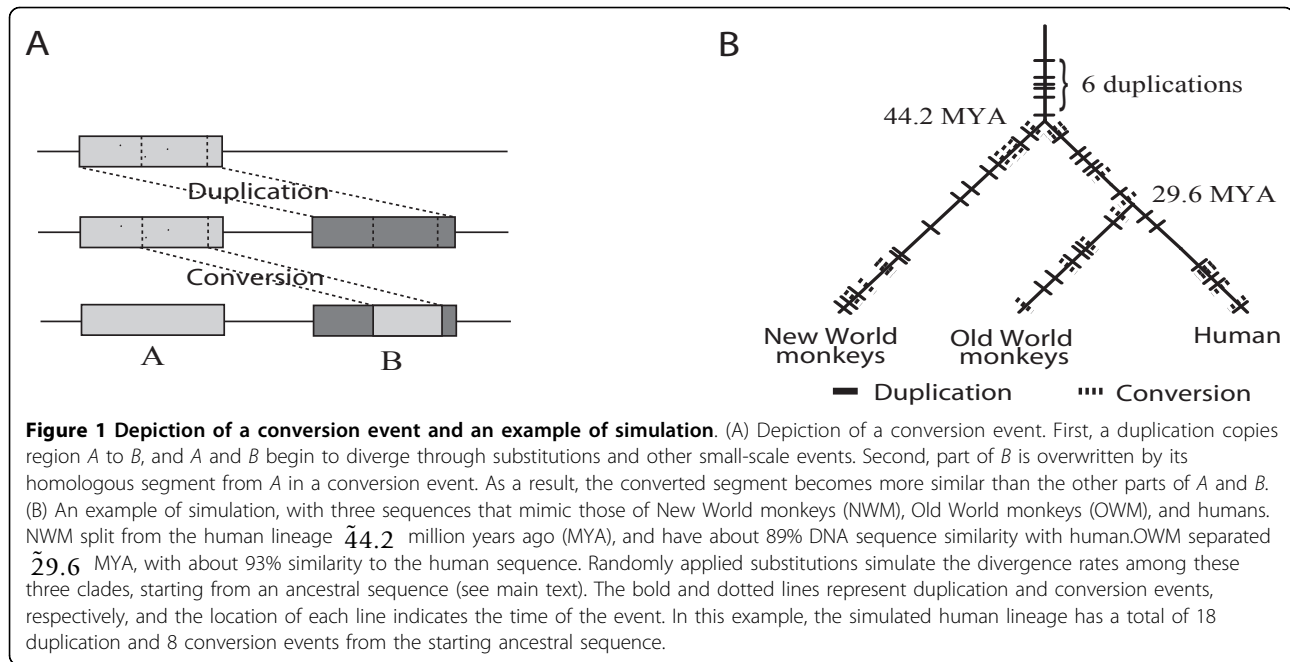 A
Duplication
Conversion
A
B
B
6 duplications
44.2 MYA
29.6 MYA
New World
monkeys
Old World
monkeys
Human
Duplication
Conversion
Figure 1 Depiction of a conversion event and an example of simulation. (A) Depiction of a conversion event. First, a duplication copies
region A to B, and A and B begin to diverge through substitutions and other small-scale events. Second, part of B is overwritten by its
homologous segment from A in a conversion event. As a result, the converted segment becomes more similar than the other parts of A and B.
(B) An example of simulation, with three sequences that mimic those of New World monkeys (NWM), Old World monkeys (OWM), and humans.
NWM split from the human lineage 4̃4.2 million years ago (MYA), and have about 89% DNA sequence similarity with human.OWM separated
2̃9.6 MYA, with about 93% similarity to the human sequence. Randomly applied substitutions simulate the divergence rates among these
three clades, starting from an ancestral sequence (see main text). The bold and dotted lines represent duplication and conversion events,
respectively, and the location of each line indicates the time of the event. In this example, the simulated human lineage has a total of 18
duplication and 8 conversion events from the starting ancestral sequence.